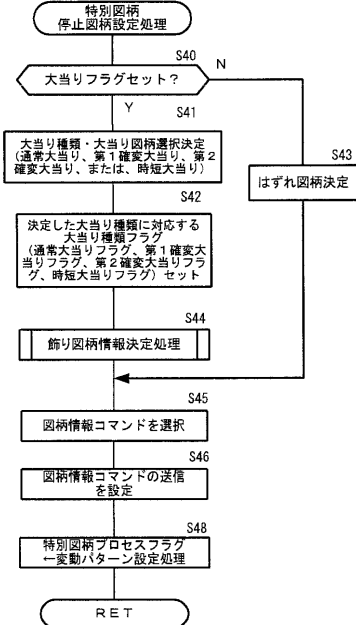 特別図柄
停止図柄設定処理
S40
大当りフラグセット？
N
Y
S41
大当り種類・大当り図柄選択決定
（通常大当り、第１確変大当り、第２
確変大当り、または、時短大当り）
S43
はずれ図柄決定
S42
決定した大当り種類に対応する
大当り種類フラグ
（通常大当りフラグ、第１確変大
当りフラグ、第２確変大当りフラ
グ、時短大当りフラグ）セット
S44
飾り図柄情報決定処理
S45
図柄情報コマンドを選択
S46
図柄情報コマンドの送信
を設定
S48
特別図柄プロセスフラグ
←変動パターン設定処理
ＲＥＴ